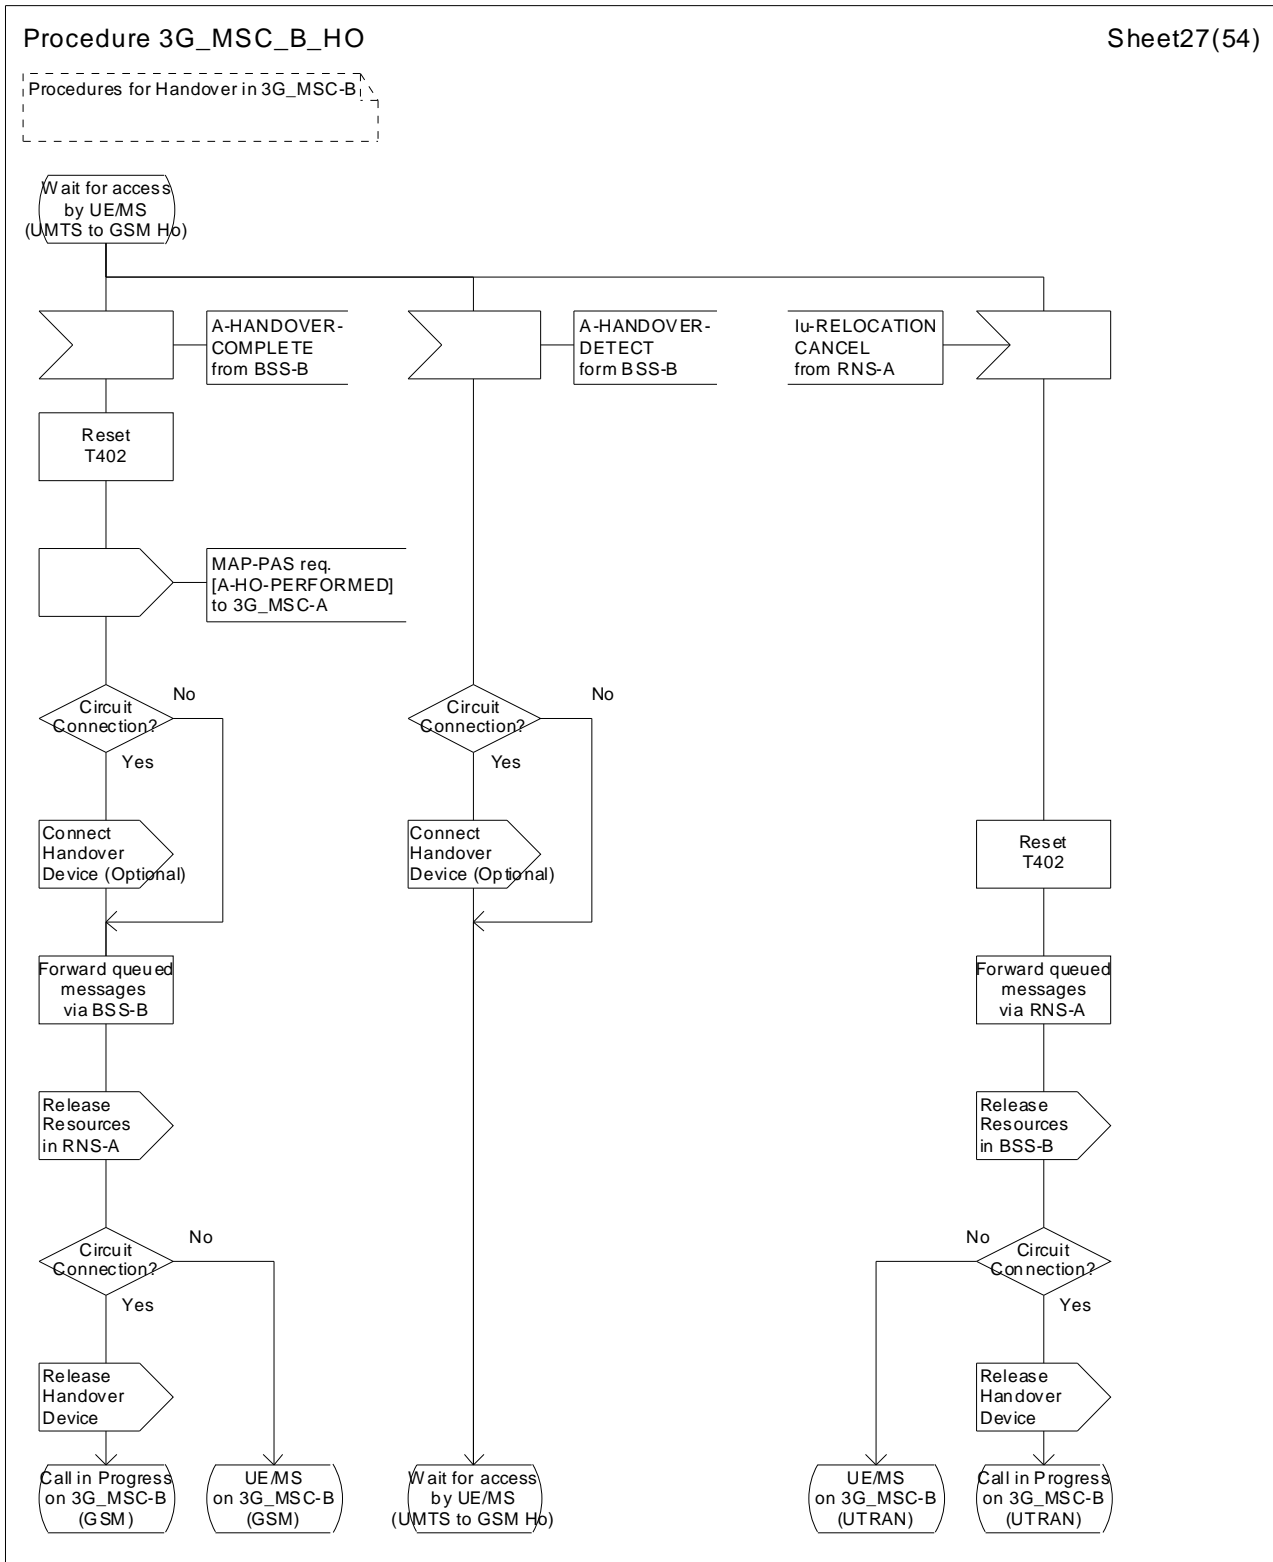 Procedure 3G_MSC_B_HO
Sheet27(54)
Procedures for Handover in 3G_MSC-B
Wait for access
by UE/MS
(UMTS to GSM Ho)
A-HANDOVER-
COMPLETE
from BSS-B
A-HANDOVER-
DETECT
form BSS-B
Iu-RELOCATION
CANCEL
from RNS-A
Reset
T402
MAP-PAS req.
[A-HO-PERFORMED]
to 3G_MSC-A
Circuit
Connection?
No
Yes
Circuit
Connection?
No
Yes
Connect
Handover
Device (Optional)
Connect
Handover
Device (Optional)
Reset
T402
Forward queued
messages
via BSS-B
Forward queued
messages
via RNS-A
Release
Resources
in RNS-A
Release
Resources
in BSS-B
Circuit
Connection?
No
Yes
No
Circuit
Connection?
Yes
Release
Handover
Device
Release
Handover
Device
Call in Progress
on 3G_MSC-B
(GSM)
UE/MS
on 3G_MSC-B
(GSM)
Wait for access
by UE/MS
(UMTS to GSM Ho)
UE/MS
on 3G_MSC-B
(UTRAN)
Call in Progress
on 3G_MSC-B
(UTRAN)